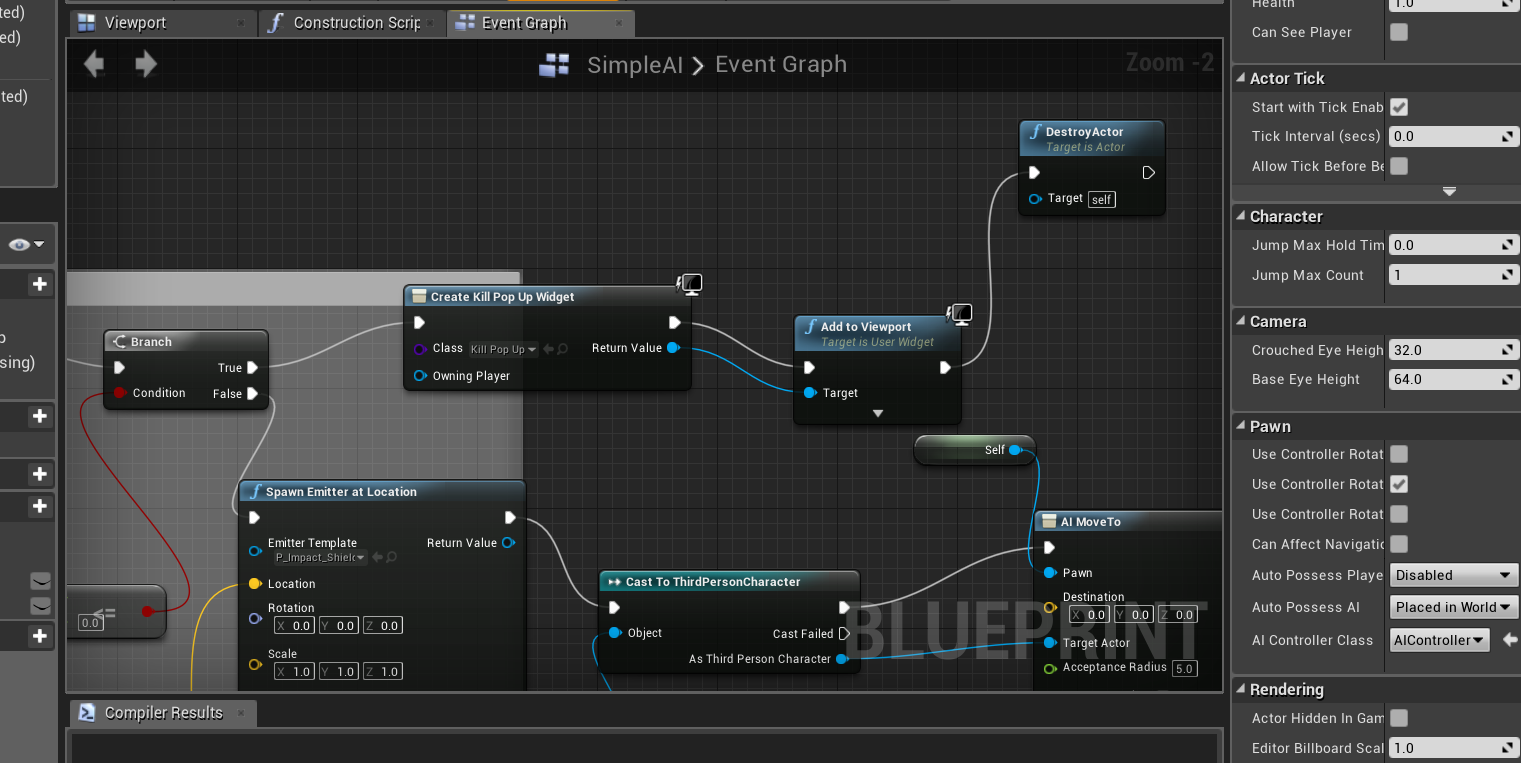 ted)
ed)
ted)
p
sing)
Viewport
Construction Scrip
Event Graph
SimpleAI > Event Graph
Zoom -2
DestroyActor
Target is Actor
Target self
Create Kill Pop Up Widget
Class Kill Pop Up
Return Value
Owning Player
Add to Viewport
Target is User Widget
Target
Branch
True
Condition
False
Self
Spawn Emitter at Location
Emitter Template
P_Impact_Shielc
Return Value
Location
Rotation
X 0.0 Y 0.0 Z 0.0
Scale
X 1.0 Y 1.0 Z 1.0
<=
0.0
Cast To ThirdPersonCharacter
Object
Cast Failed
As Third Person Character
AI MoveTo
Pawn
Destination
X 0.0 Y 0.0 Z 0.0
Target Actor
Acceptance Radius 5.0
BLUEPRINT
Compiler Results
Health 1.0
Can See Player
Actor Tick
Start with Tick Enab
Tick Interval (secs) 0.0
Allow Tick Before Be
Character
Jump Max Hold Tim 0.0
Jump Max Count 1
Camera
Crouched Eye Heigh 32.0
Base Eye Height 64.0
Pawn
Use Controller Rotat
Use Controller Rotat
Use Controller Rotat
Can Affect Navigatio
Auto Possess Playe Disabled
Auto Possess AI Placed in World
AI Controller Class AIController
Rendering
Actor Hidden In Gam
Editor Billboard Scal 1.0